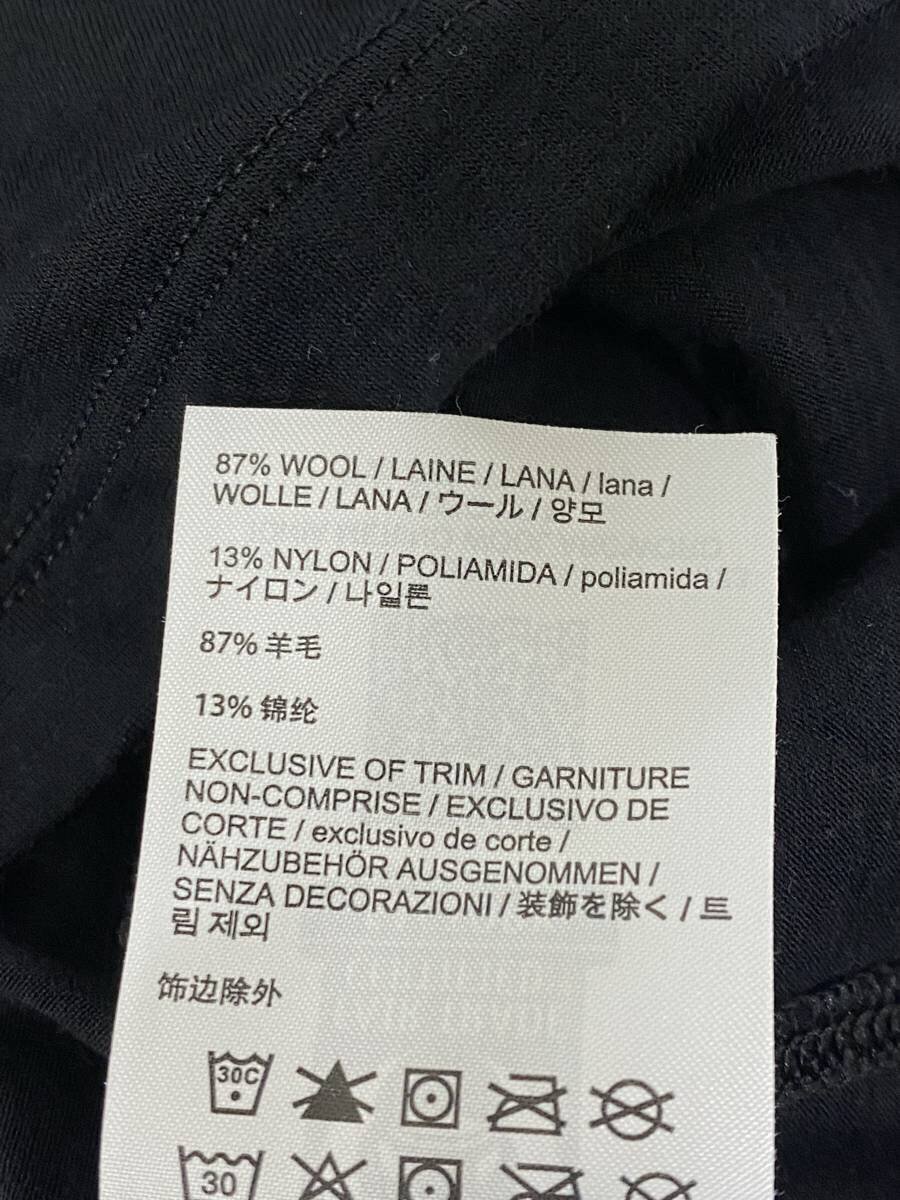 87% WOOL / LAINE / LANA / lana /
WOLLE / LANA / ウール / 양모
13% NYLON / POLIAMIDA / poliamida /
ナイロン / 나일론
87% 羊毛
13% 锦纶
EXCLUSIVE OF TRIM / GARNITURE
NON-COMPRISE / EXCLUSIVO DE
CORTE / exclusivo de corte /
NÄHZUBEHÖR AUSGENOMMEN /
SENZA DECORAZIONI / 装飾を除く / 트
림 제외
饰边除外
30C
30